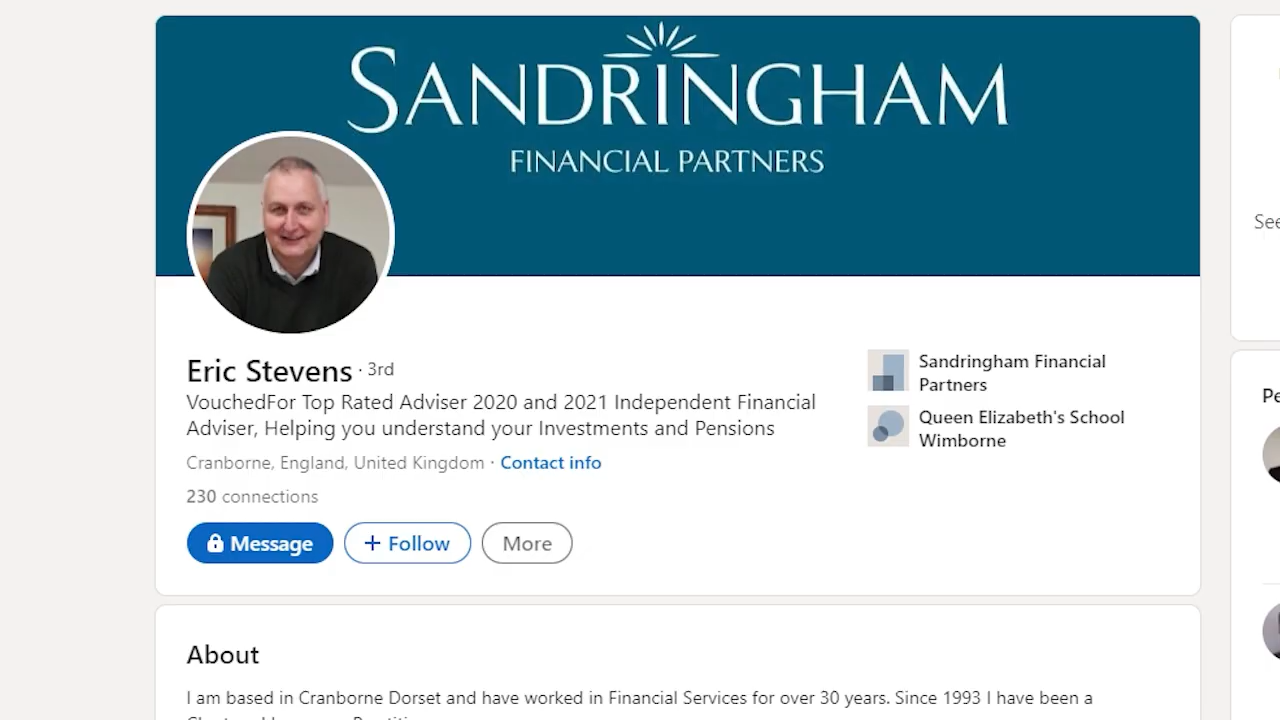 SANDRINGHAM
FINANCIAL PARTNERS
Eric Stevens · 3rd
VouchedFor Top Rated Adviser 2020 and 2021 Independent Financial
Adviser, Helping you understand your Investments and Pensions
Cranborne, England, United Kingdom · Contact info
230 connections
Message
+ Follow
More
Sandringham Financial
Partners
Queen Elizabeth's School
Wimborne
About
I am based in Cranborne Dorset and have worked in Financial Services for over 30 years. Since 1993 I have been a